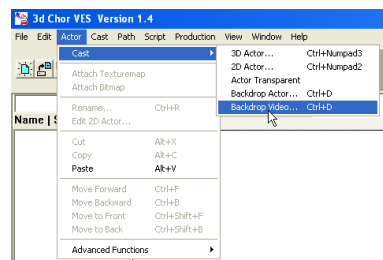 3d Chor VES Version 1.4
File Edit Actor Cast Path Script Production View Window Help
Cast
3D Actor... Ctrl+Numpad3
2D Actor... Ctrl+Numpad2
Actor Transparent
Backdrop Actor... Ctrl+D
Backdrop Video... Ctrl+D
Attach Texturemap
Attach Bitmap
Rename... Ctrl+R
Edit 2D Actor...
Cut Alt+X
Copy Alt+C
Paste Alt+V
Move Forward Ctrl+F
Move Backward Ctrl+B
Move to Front Ctrl+Shift+F
Move to Back Ctrl+Shift+B
Advanced Functions
Name | S